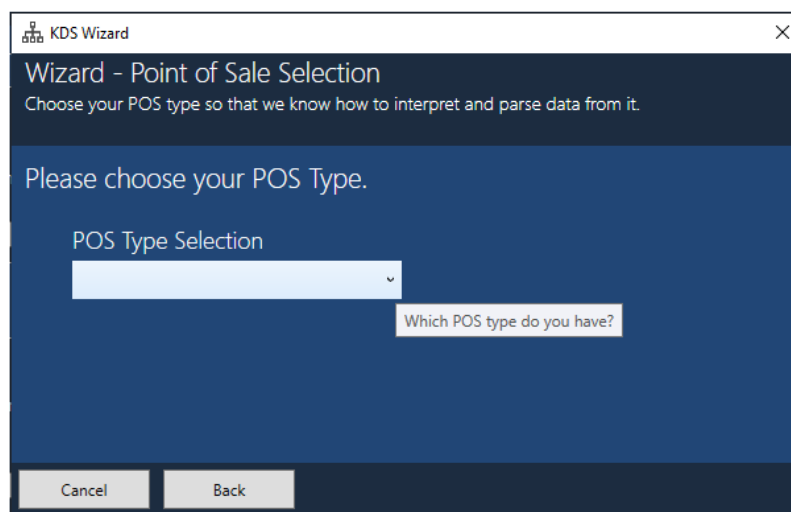 KDS Wizard
Wizard - Point of Sale Selection
Choose your POS type so that we know how to interpret and parse data from it.
Please choose your POS Type.
POS Type Selection
Which POS type do you have?
Cancel
Back